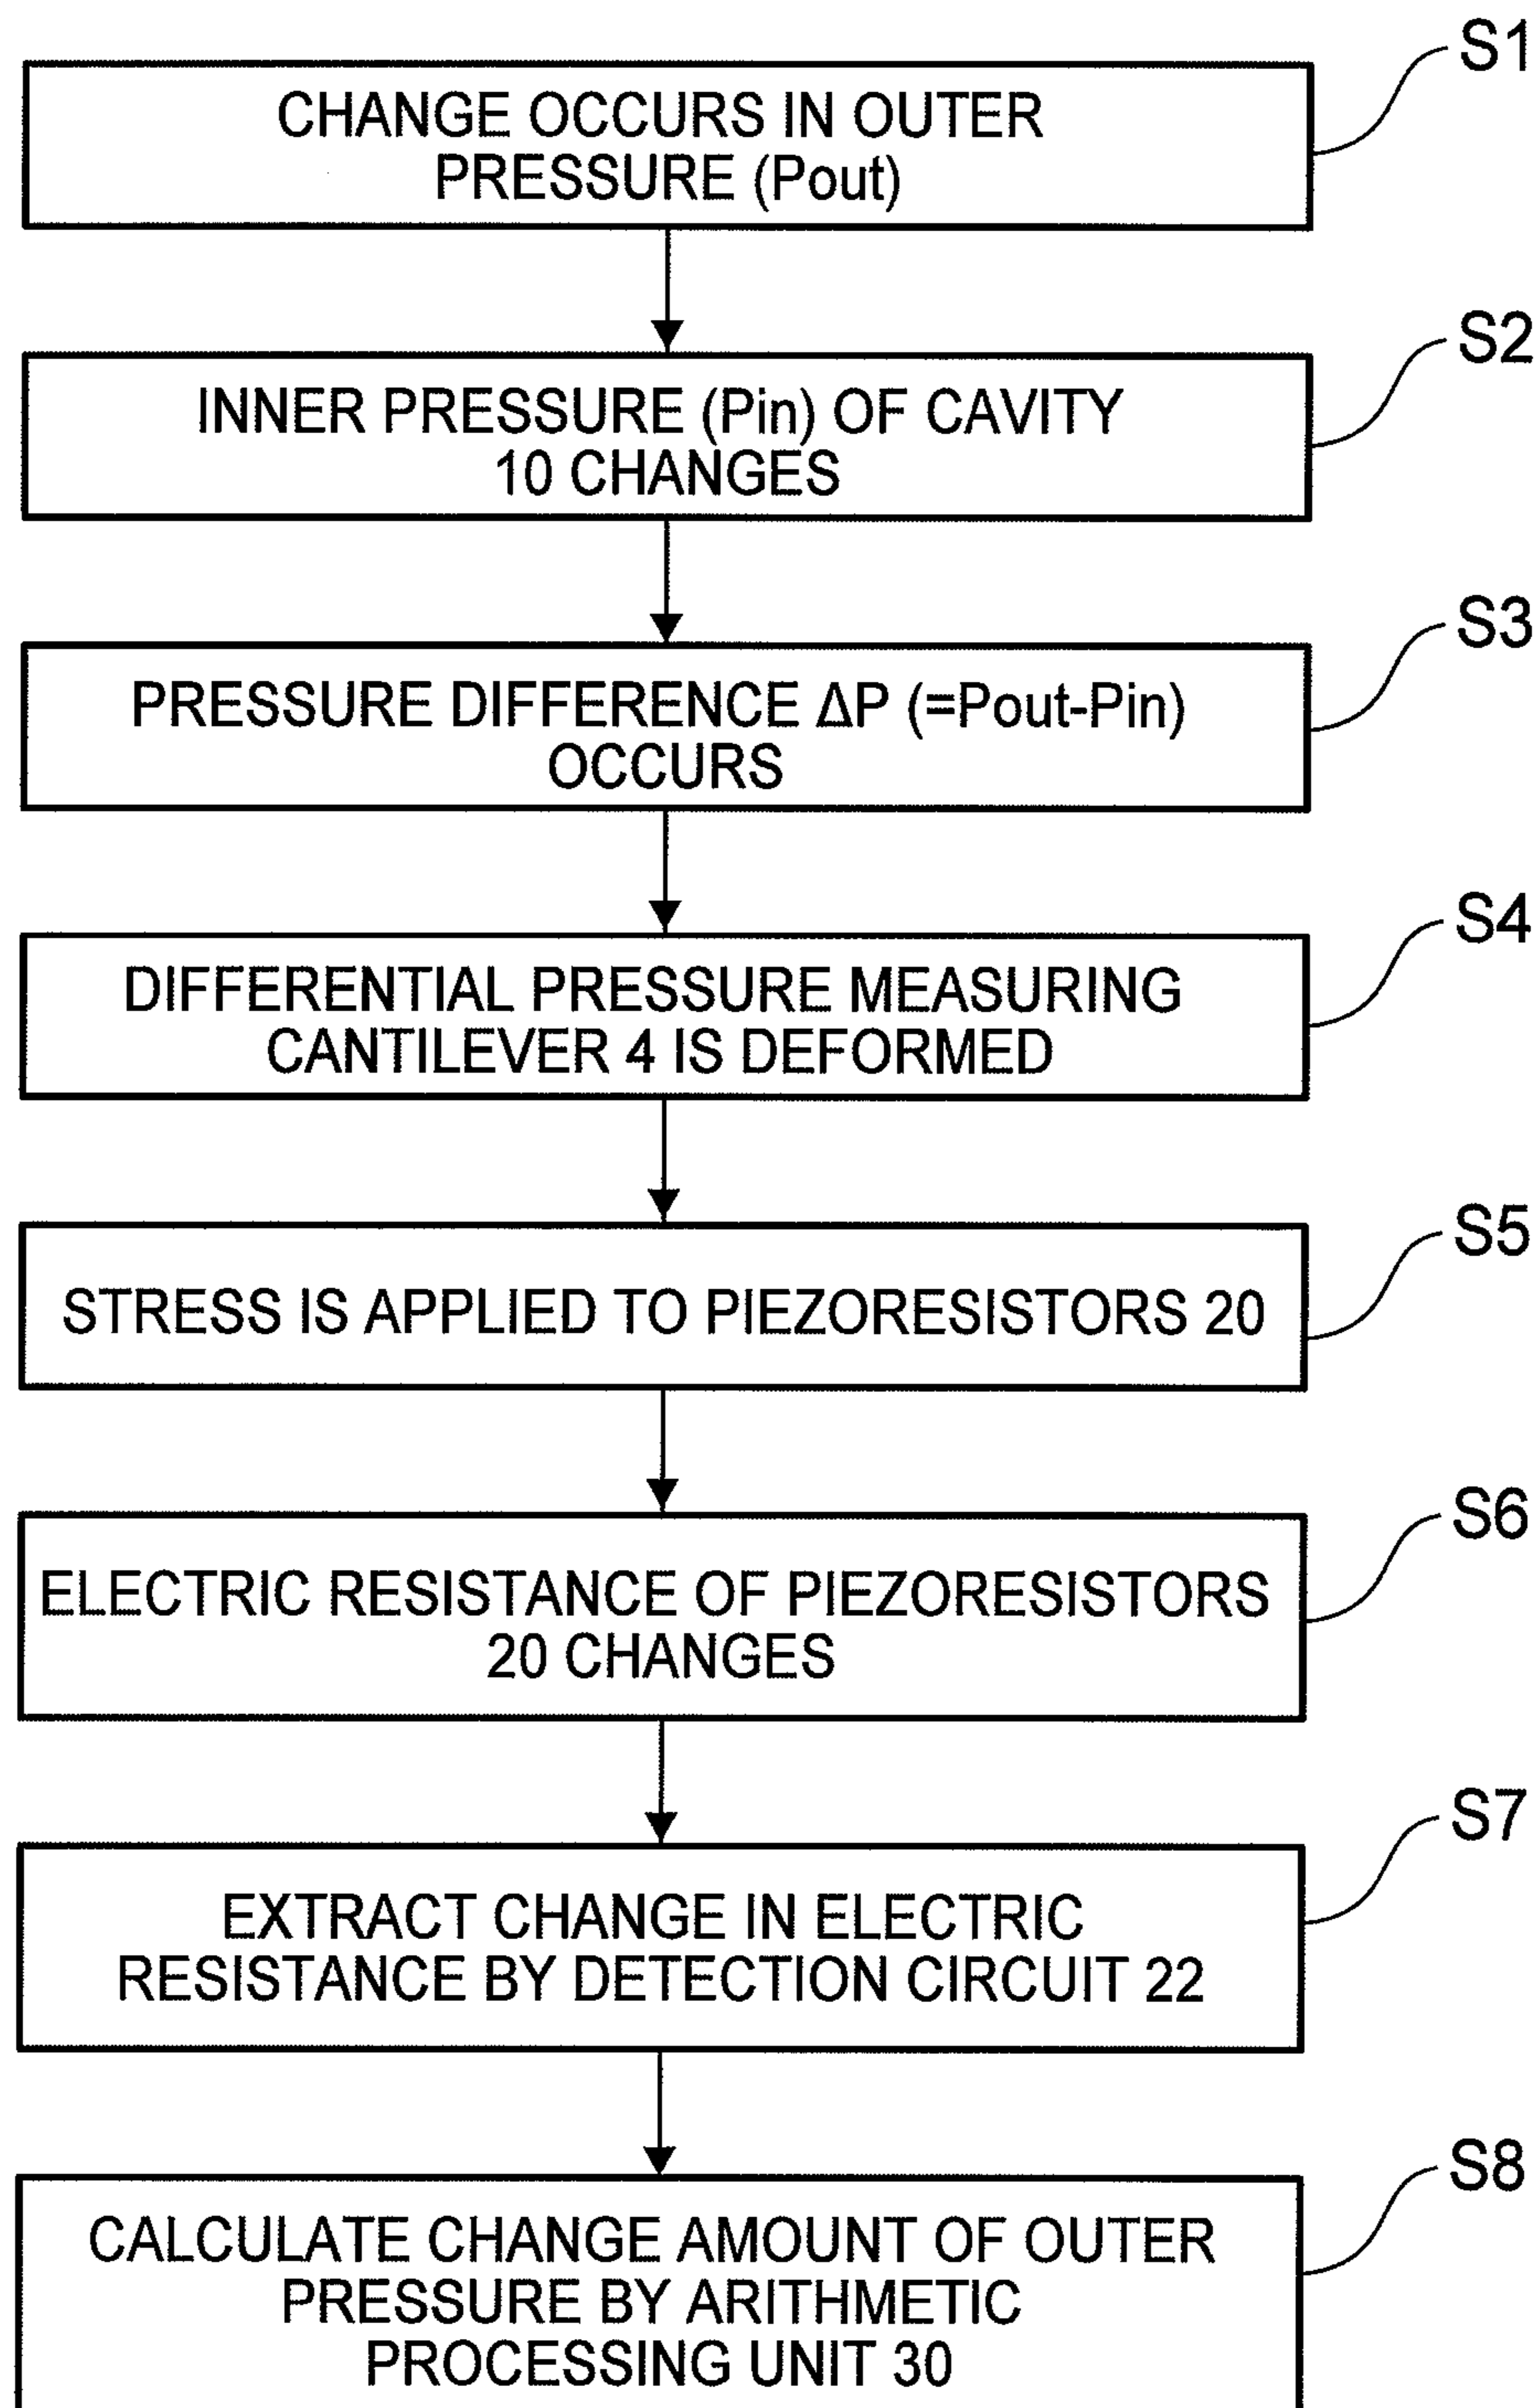 S1
CHANGE OCCURS IN OUTER
PRESSURE (Pout)
S2
INNER PRESSURE (Pin) OF CAVITY
10 CHANGES
S3
PRESSURE DIFFERENCE ΔP (=Pout-Pin)
OCCURS
S4
DIFFERENTIAL PRESSURE MEASURING
CANTILEVER 4 IS DEFORMED
S5
STRESS IS APPLIED TO PIEZORESISTORS 20
S6
ELECTRIC RESISTANCE OF PIEZORESISTORS
20 CHANGES
S7
EXTRACT CHANGE IN ELECTRIC
RESISTANCE BY DETECTION CIRCUIT 22
S8
CALCULATE CHANGE AMOUNT OF OUTER
PRESSURE BY ARITHMETIC
PROCESSING UNIT 30